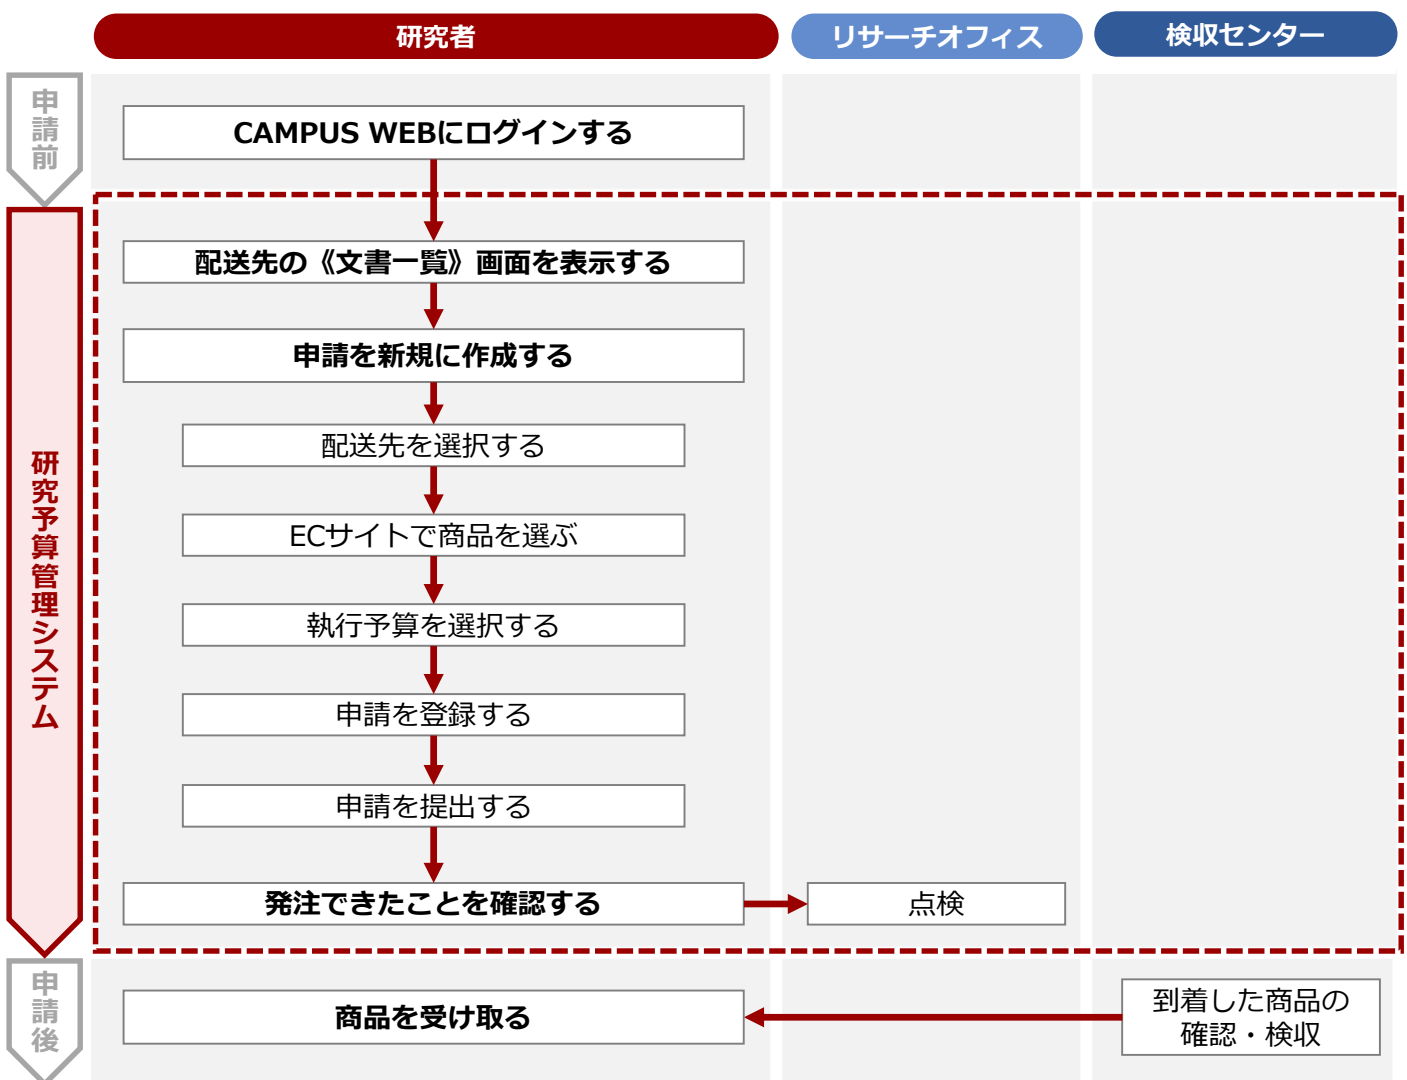 研究者
リサーチオフィス
検収センター
申請前
CAMPUS WEBにログインする
研究予算管理システム
配送先の《文書一覧》画面を表示する
申請を新規に作成する
配送先を選択する
ECサイトで商品を選ぶ
執行予算を選択する
申請を登録する
申請を提出する
発注できたことを確認する
点検
申請後
商品を受け取る
到着した商品の
確認・検収